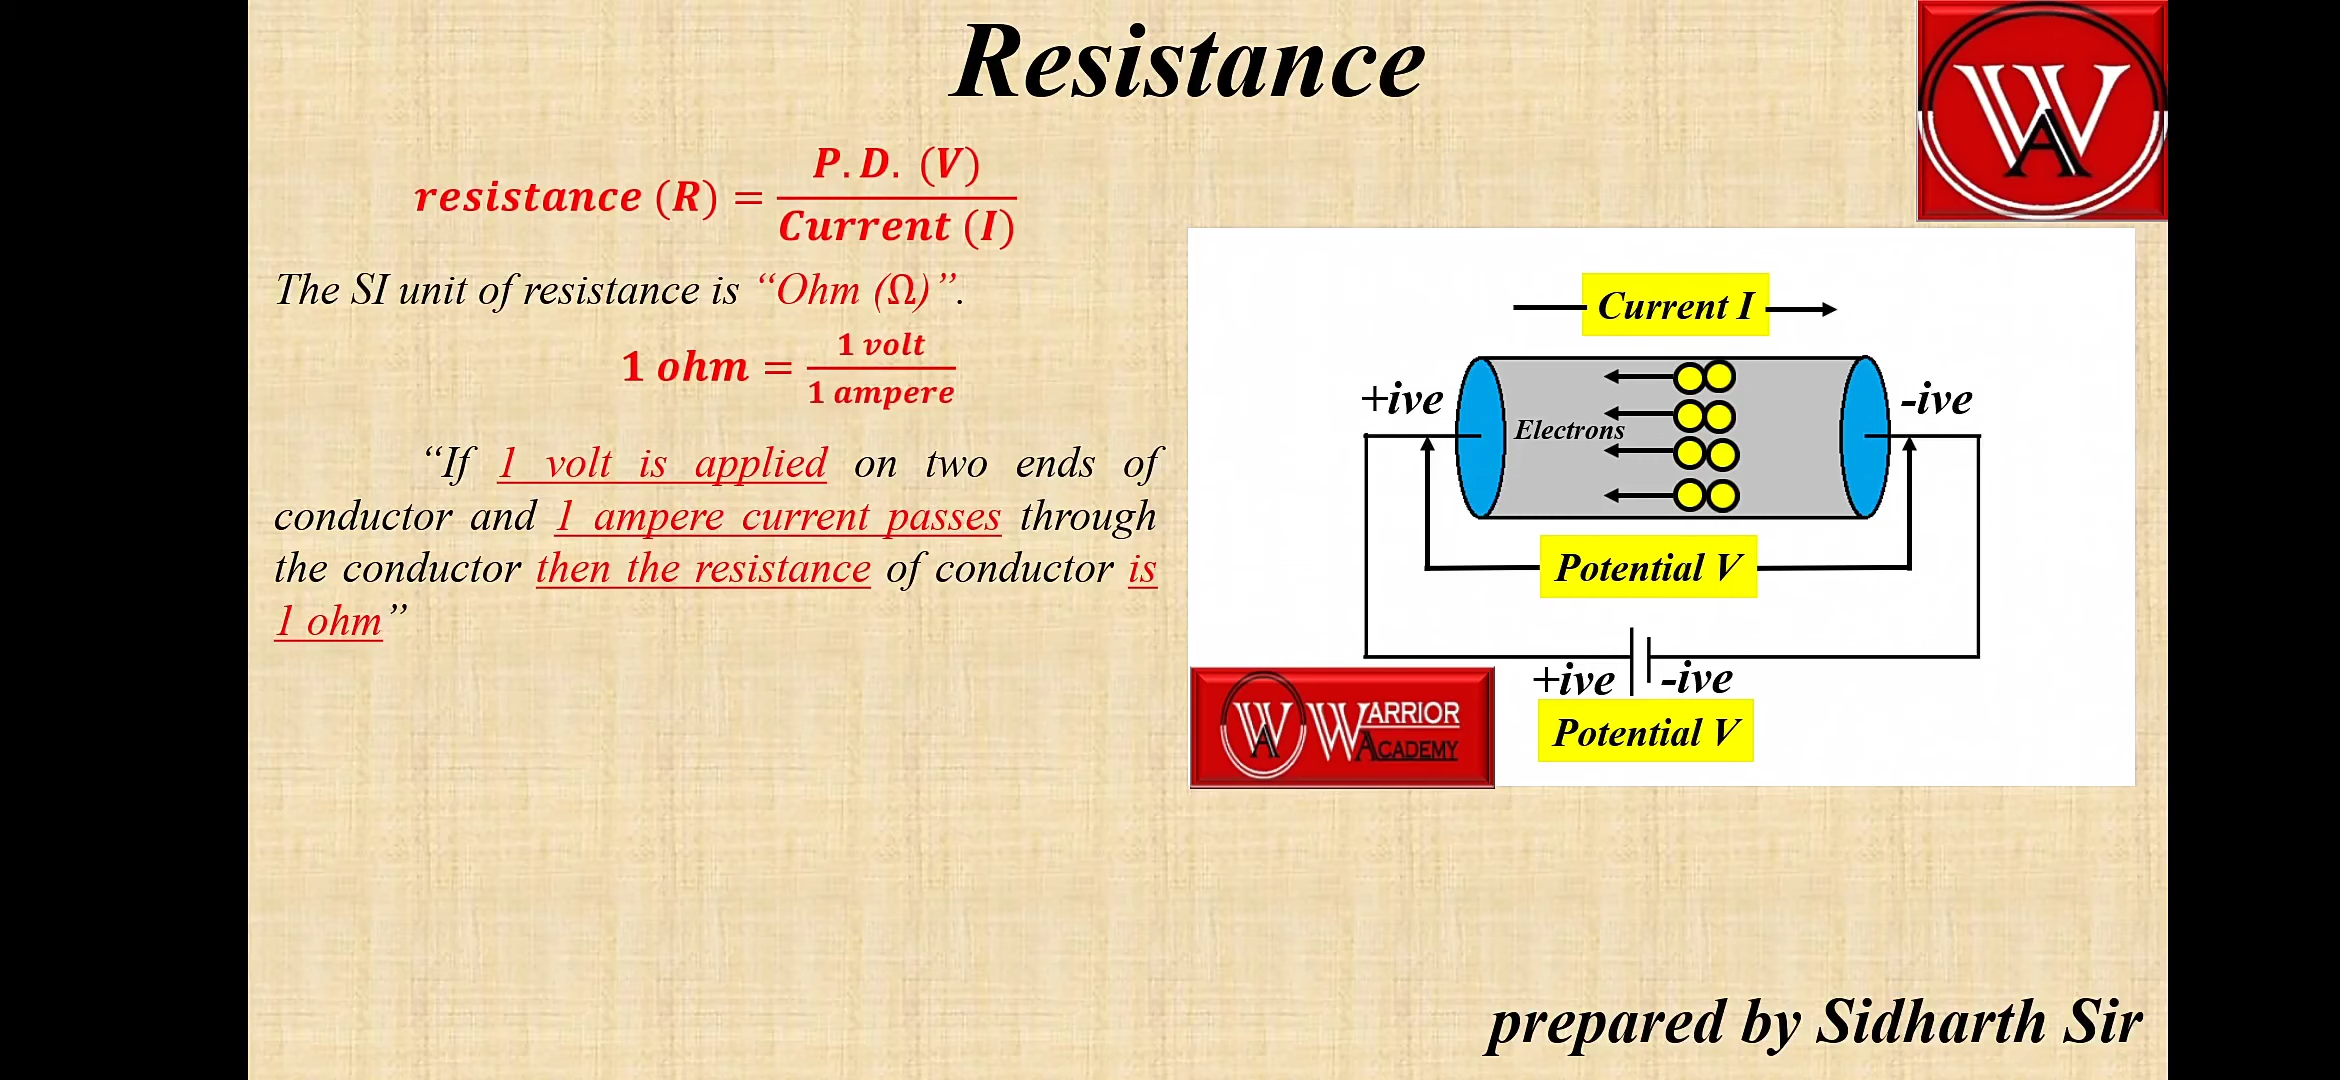 Resistance
WA
resistance (R) = P.D. (V) / Current (I)
The SI unit of resistance is “Ohm (Ω)”.
1 ohm = 1 volt / 1 ampere
“If 1 volt is applied on two ends of
conductor and 1 ampere current passes through
the conductor then the resistance of conductor is
1 ohm”
Current I
+ive
-ive
Electrons
Potential V
+ive
-ive
Potential V
WA WARRIOR
ACADEMY
prepared by Sidharth Sir